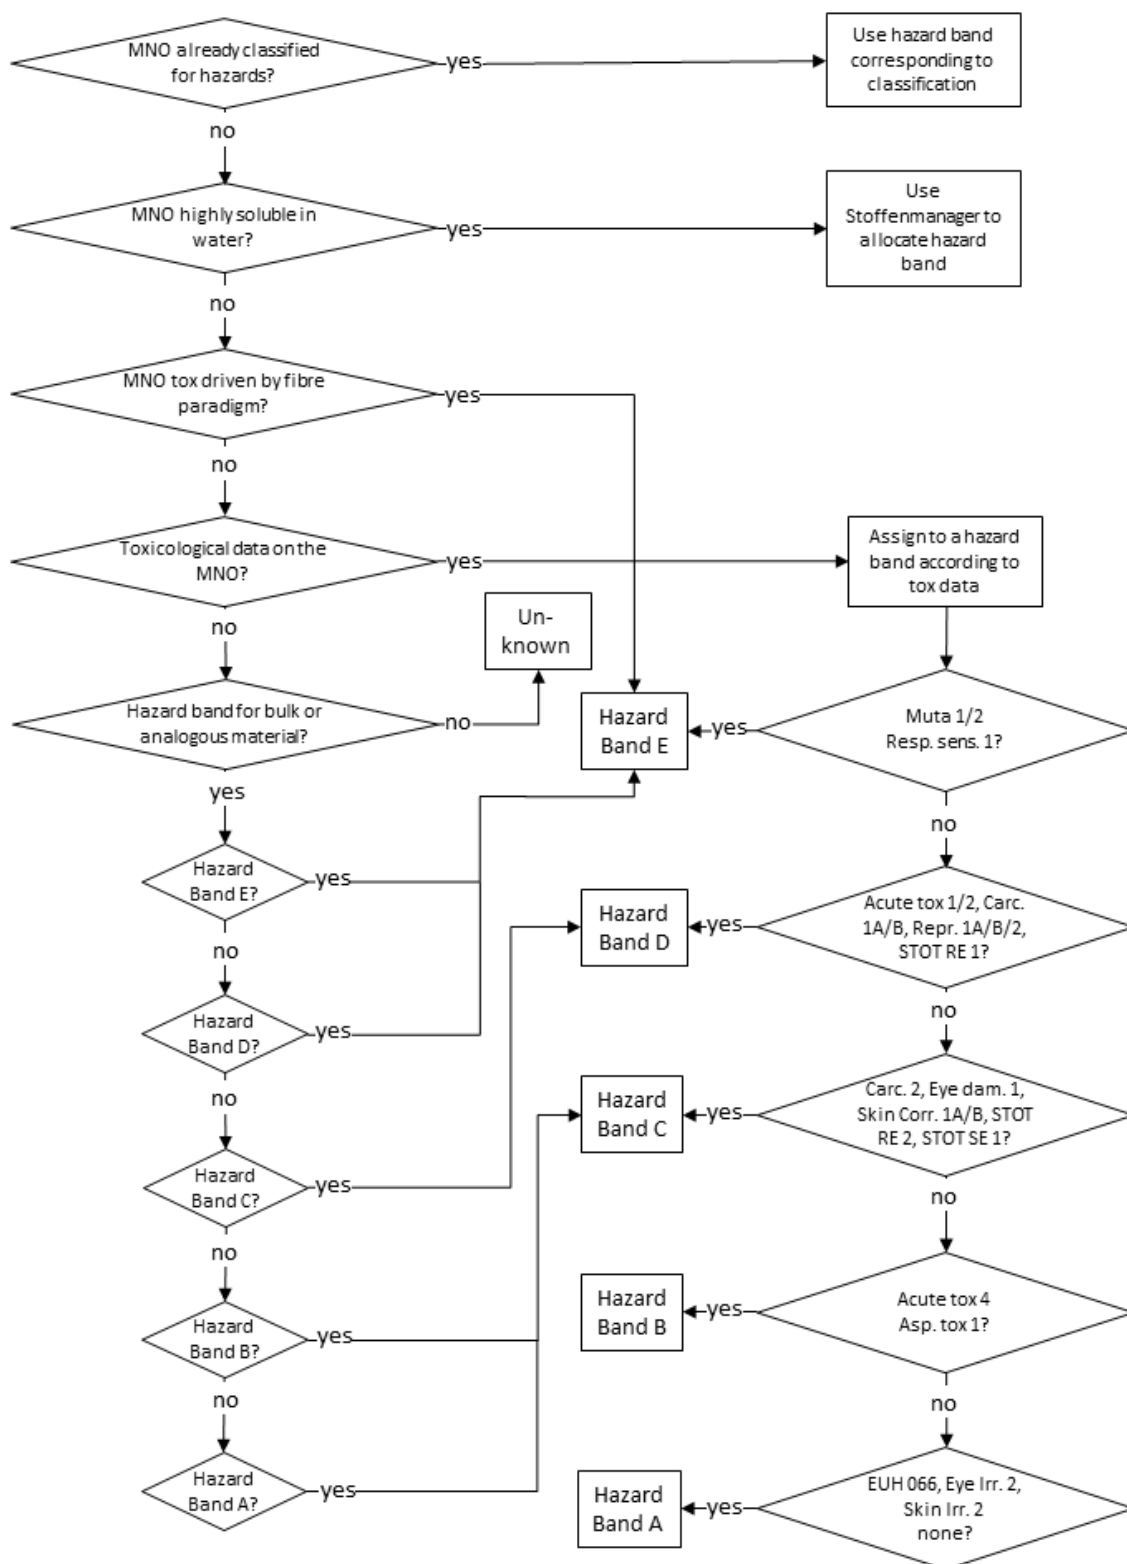 MNO already classified
for hazards?
yes
Use hazard band
corresponding to
classification
no
MNO highly soluble in
water?
yes
Use
Stoffenmanager to
allocate hazard
band
no
MNO tox driven by fibre
paradigm?
yes
no
Toxicological data on the
MNO?
yes
Assign to a hazard
band according to
tox data
no
Un-
known
Hazard band for bulk or
analogous material?
no
Hazard
Band E
yes
Muta 1/2
Resp. sens. 1?
yes
no
Hazard
Band E?
yes
Hazard
Band D
yes
Acute tox 1/2, Carc.
1A/B, Repr. 1A/B/2,
STOT RE 1?
no
no
Hazard
Band D?
yes
no
Hazard
Band C
yes
Carc. 2, Eye dam. 1,
Skin Corr. 1A/B, STOT
RE 2, STOT SE 1?
Hazard
Band C?
yes
no
no
Hazard
Band B?
yes
Hazard
Band B
yes
Acute tox 4
Asp. tox 1?
no
no
Hazard
Band A?
yes
Hazard
Band A
yes
EUH 066, Eye Irr. 2,
Skin Irr. 2
none?